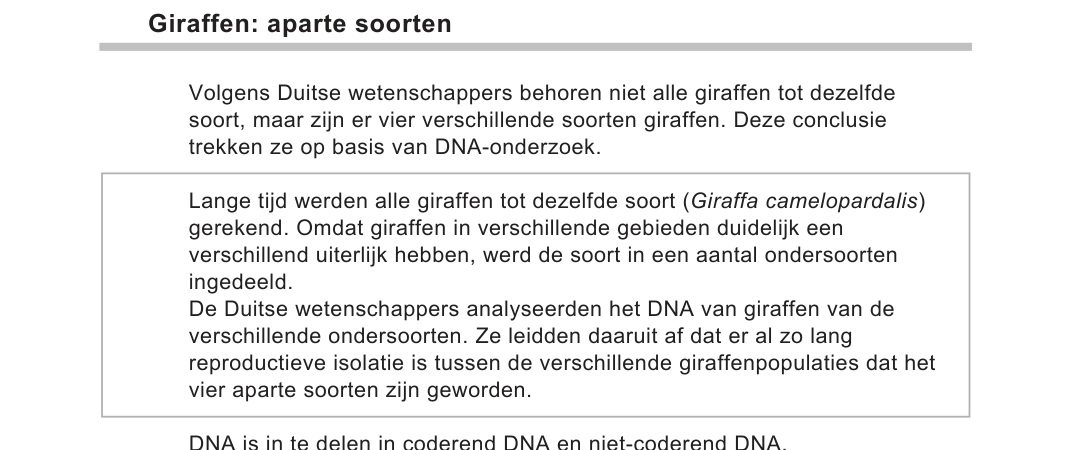 Giraffen: aparte soorten
Volgens Duitse wetenschappers behoren niet alle giraffen tot dezelfde
soort, maar zijn er vier verschillende soorten giraffen. Deze conclusie
trekken ze op basis van DNA-onderzoek.
Lange tijd werden alle giraffen tot dezelfde soort (Giraffa camelopardalis)
gerekend. Omdat giraffen in verschillende gebieden duidelijk een
verschillend uiterlijk hebben, werd de soort in een aantal ondersoorten
ingedeeld.
De Duitse wetenschappers analyseerden het DNA van giraffen van de
verschillende ondersoorten. Ze leidden daaruit af dat er al zo lang
reproductieve isolatie is tussen de verschillende giraffenpopulaties dat het
vier aparte soorten zijn geworden.
DNA is in te delen in coderend DNA en niet-coderend DNA.